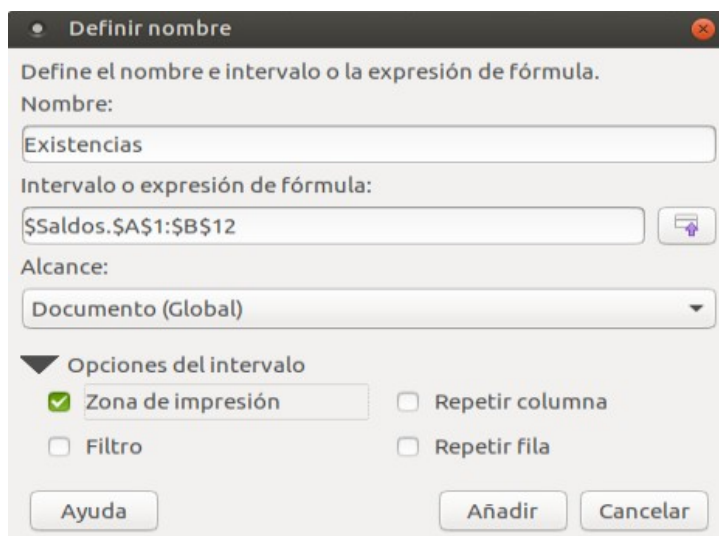 Definir nombre
Define el nombre e intervalo o la expresión de fórmula.
Nombre:
Existencias
Intervalo o expresión de fórmula:
$Saldos.$A$1:$B$12
Alcance:
Documento (Global)
Opciones del intervalo
Zona de impresión Repetir columna
Filtro Repetir fila
Ayuda Añadir Cancelar